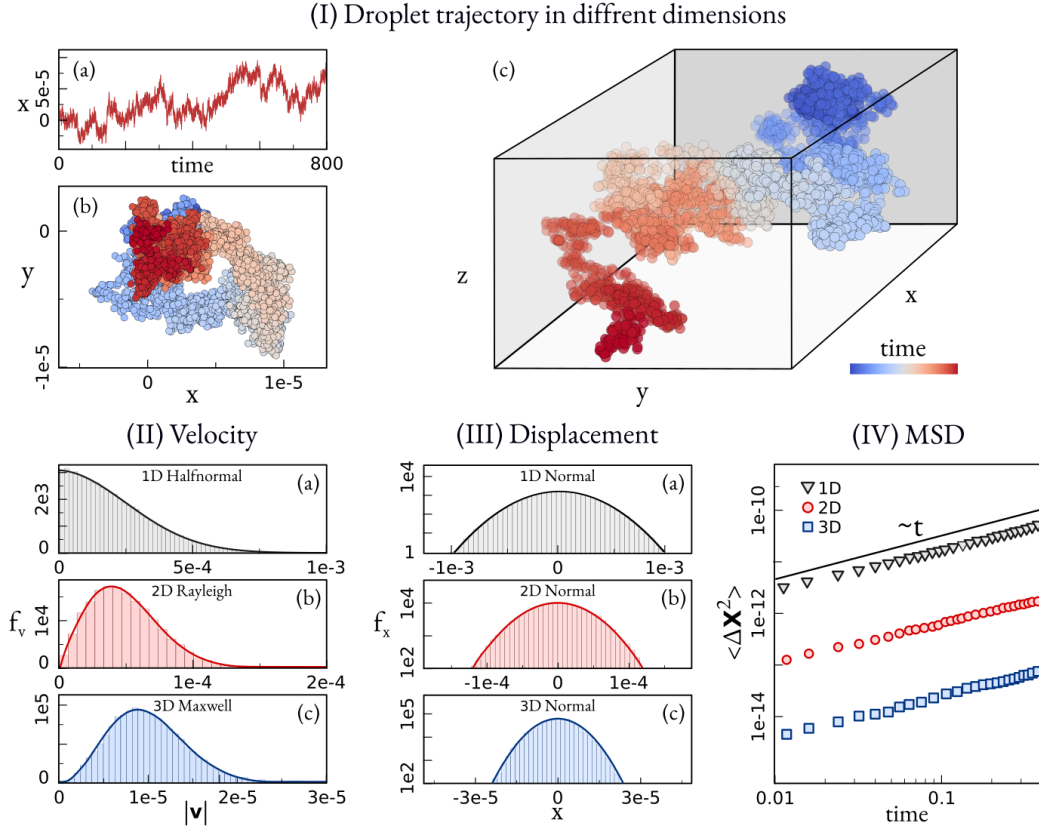 (I) Droplet trajectory in diffrent dimensions
(a)
x
5e-5
0
0
time
800
(b)
0
y
-1e-5
0
1e-5
x
(c)
z
y
x
time
(II) Velocity
1D Halfnormal
(a)
2e3
0
0
5e-4
1e-3
2D Rayleigh
(b)
f_v
1e4
0
0
1e-4
2e-4
3D Maxwell
(c)
1e5
0
0
1e-5
2e-5
3e-5
|v|
(III) Displacement
1D Normal
(a)
1e4
1
-1e-3
0
1e-3
2D Normal
(b)
f_x
1e4
1e2
-1e-4
0
1e-4
3D Normal
(c)
1e5
1e2
-3e-5
0
3e-5
x
(IV) MSD
1D
2D
3D
~t
<ΔX²>
1e-10
1e-12
1e-14
0.01
0.1
time